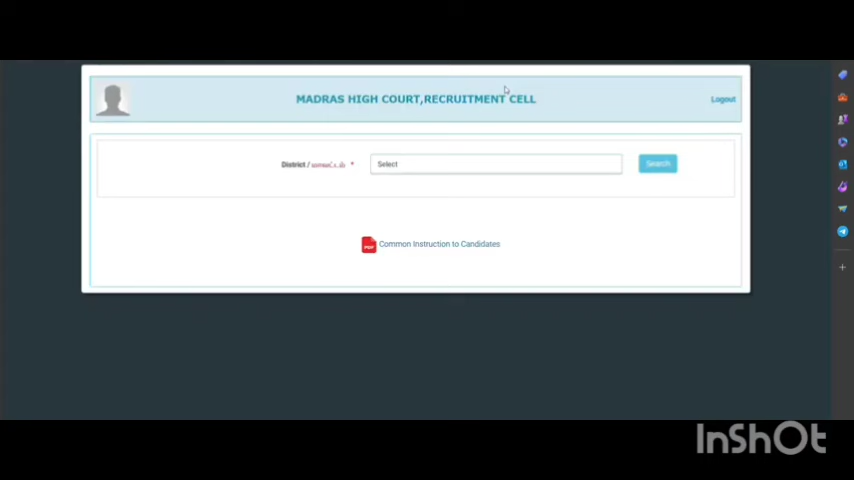 MADRAS HIGH COURT,RECRUITMENT CELL
Logout
District / *
Select
Search
PDF Common Instruction to Candidates
InShOt